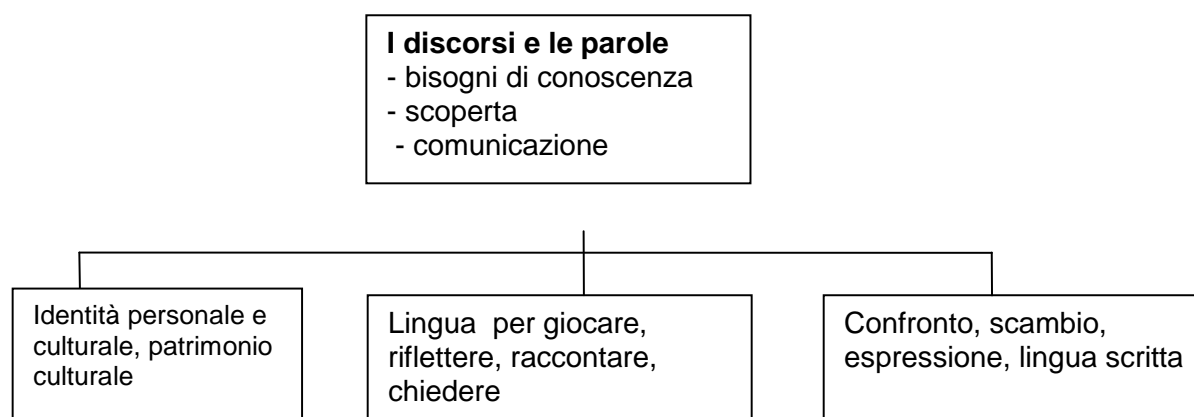 I discorsi e le parole
- bisogni di conoscenza
- scoperta
- comunicazione
Identità personale e
culturale, patrimonio
culturale
Lingua per giocare,
riflettere, raccontare,
chiedere
Confronto, scambio,
espressione, lingua scritta